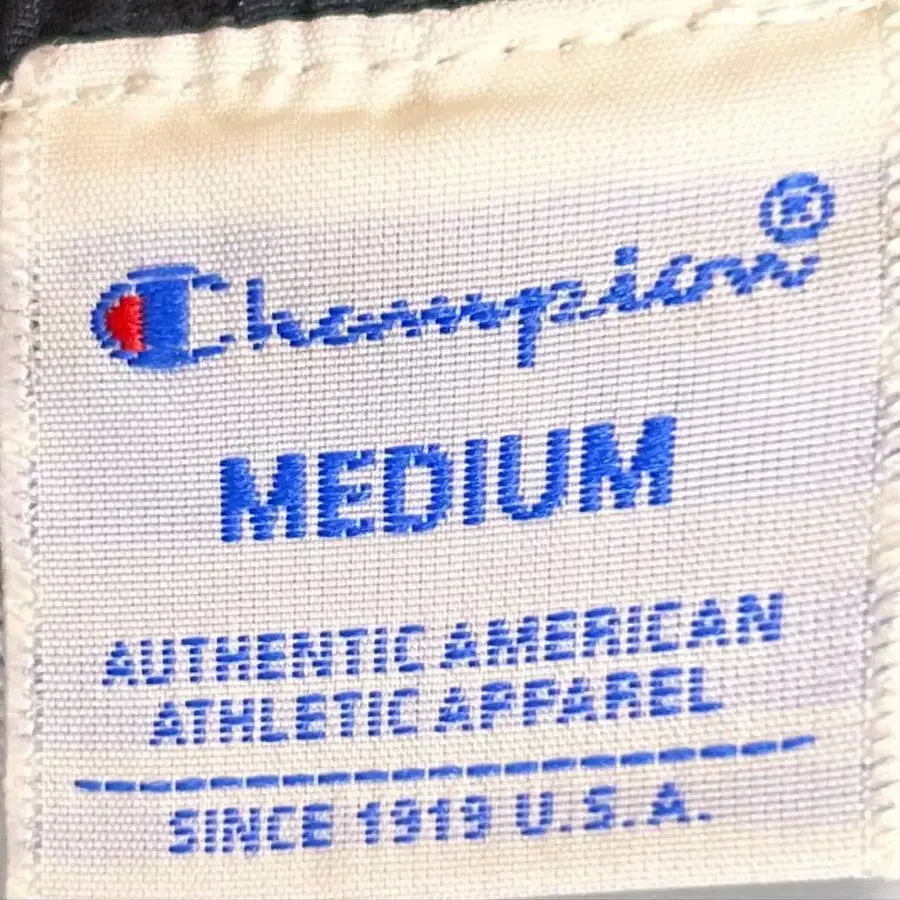 Champion®
MEDIUM
AUTHENTIC AMERICAN
ATHLETIC APPAREL
SINCE 1919 U.S.A.